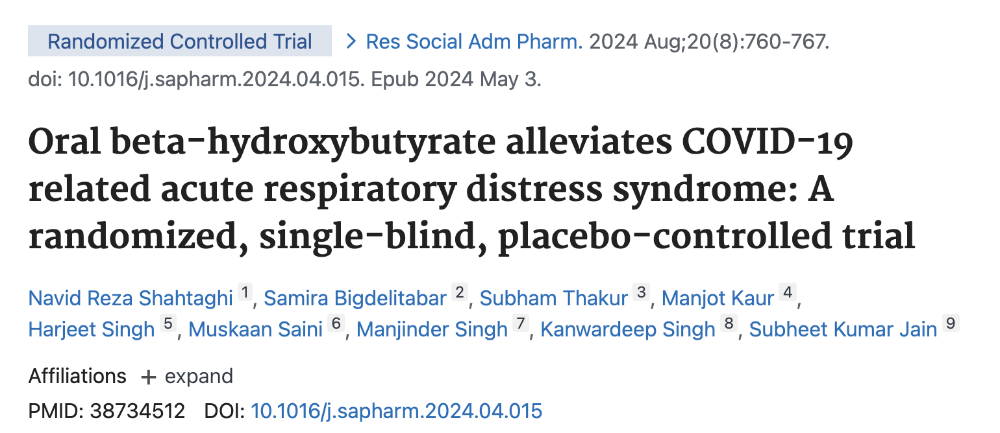 Randomized Controlled Trial > Res Social Adm Pharm. 2024 Aug;20(8):760-767.
doi: 10.1016/j.sapharm.2024.04.015. Epub 2024 May 3.
Oral beta-hydroxybutyrate alleviates COVID-19
related acute respiratory distress syndrome: A
randomized, single-blind, placebo-controlled trial
Navid Reza Shahtaghi 1, Samira Bigdelitabar 2, Subham Thakur 3, Manjot Kaur 4,
Harjeet Singh 5, Muskaan Saini 6, Manjinder Singh 7, Kanwardeep Singh 8, Subheet Kumar Jain 9
Affiliations + expand
PMID: 38734512 DOI: 10.1016/j.sapharm.2024.04.015